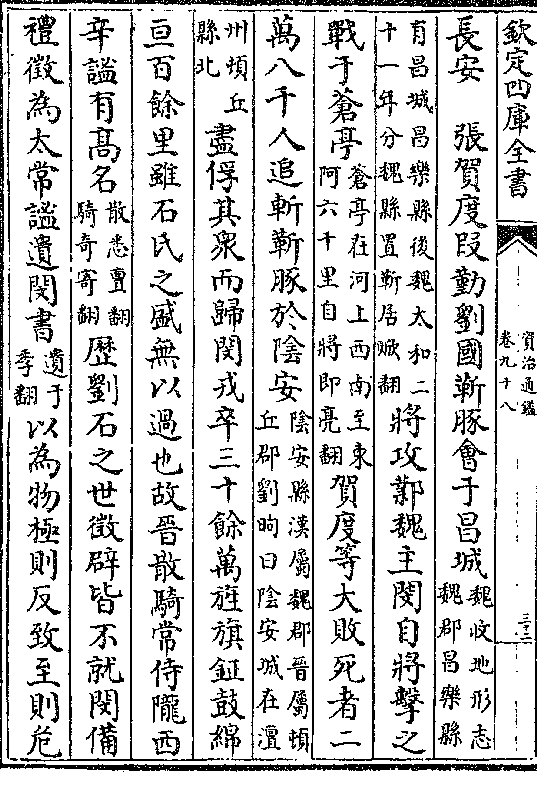 欽定四庫全書
資治通鑑
卷九十八
長安　張賀度段勤劉國靳豚會于昌城
魏收地形志
魏郡昌樂縣
有昌城昌樂縣後魏太和二
十一年分魏縣置靳居焮翻
將攻鄴魏主閔自將擊之
戰于蒼亭
蒼亭在河上西南至東
阿六十里自將即亮翻
賀度等大敗死者二
萬八千人追斬靳豚於陰安
陰安縣漢屬魏郡晉屬頓
丘郡劉昫曰陰安城在澶
州頓丘
縣北
盡俘其衆而歸閔戎卒三十餘萬旌旗鉦鼓綿
亘百餘里雖石氏之盛無以過也故晉散騎常侍隴西
辛謐有高名
散悉亶翻
騎奇寄翻
歷劉石之世徵辟皆不就閔備
禮徵為太常謐遺閔書
遺于
季翻
以為物極則反致至則危